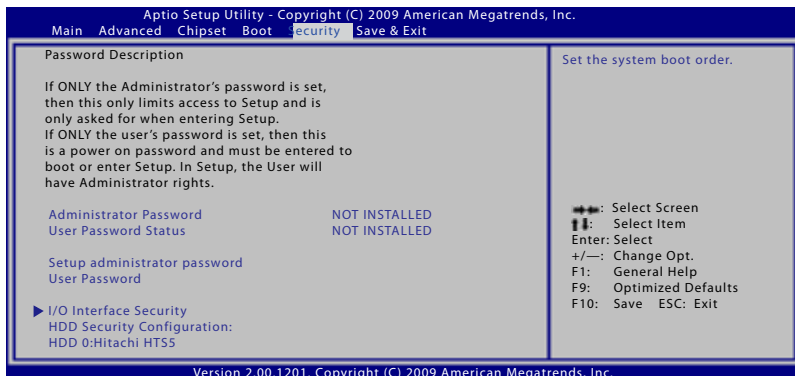 Aptio Setup Utility - Copyright (C) 2009 American Megatrends, Inc.
Main Advanced Chipset Boot Security Save & Exit
Password Description
If ONLY the Administrator's password is set,
then this only limits access to Setup and is
only asked for when entering Setup.
If ONLY the user's password is set, then this
is a power on password and must be entered to
boot or enter Setup. In Setup, the User will
have Administrator rights.
Administrator Password NOT INSTALLED
User Password Status NOT INSTALLED
Setup administrator password
User Password
I/O Interface Security
HDD Security Configuration:
HDD 0:Hitachi HTS5
Set the system boot order.
→←: Select Screen
↑↓: Select Item
Enter: Select
+/—: Change Opt.
F1: General Help
F9: Optimized Defaults
F10: Save ESC: Exit
Version 2.00.1201. Copyright (C) 2009 American Megatrends, Inc.